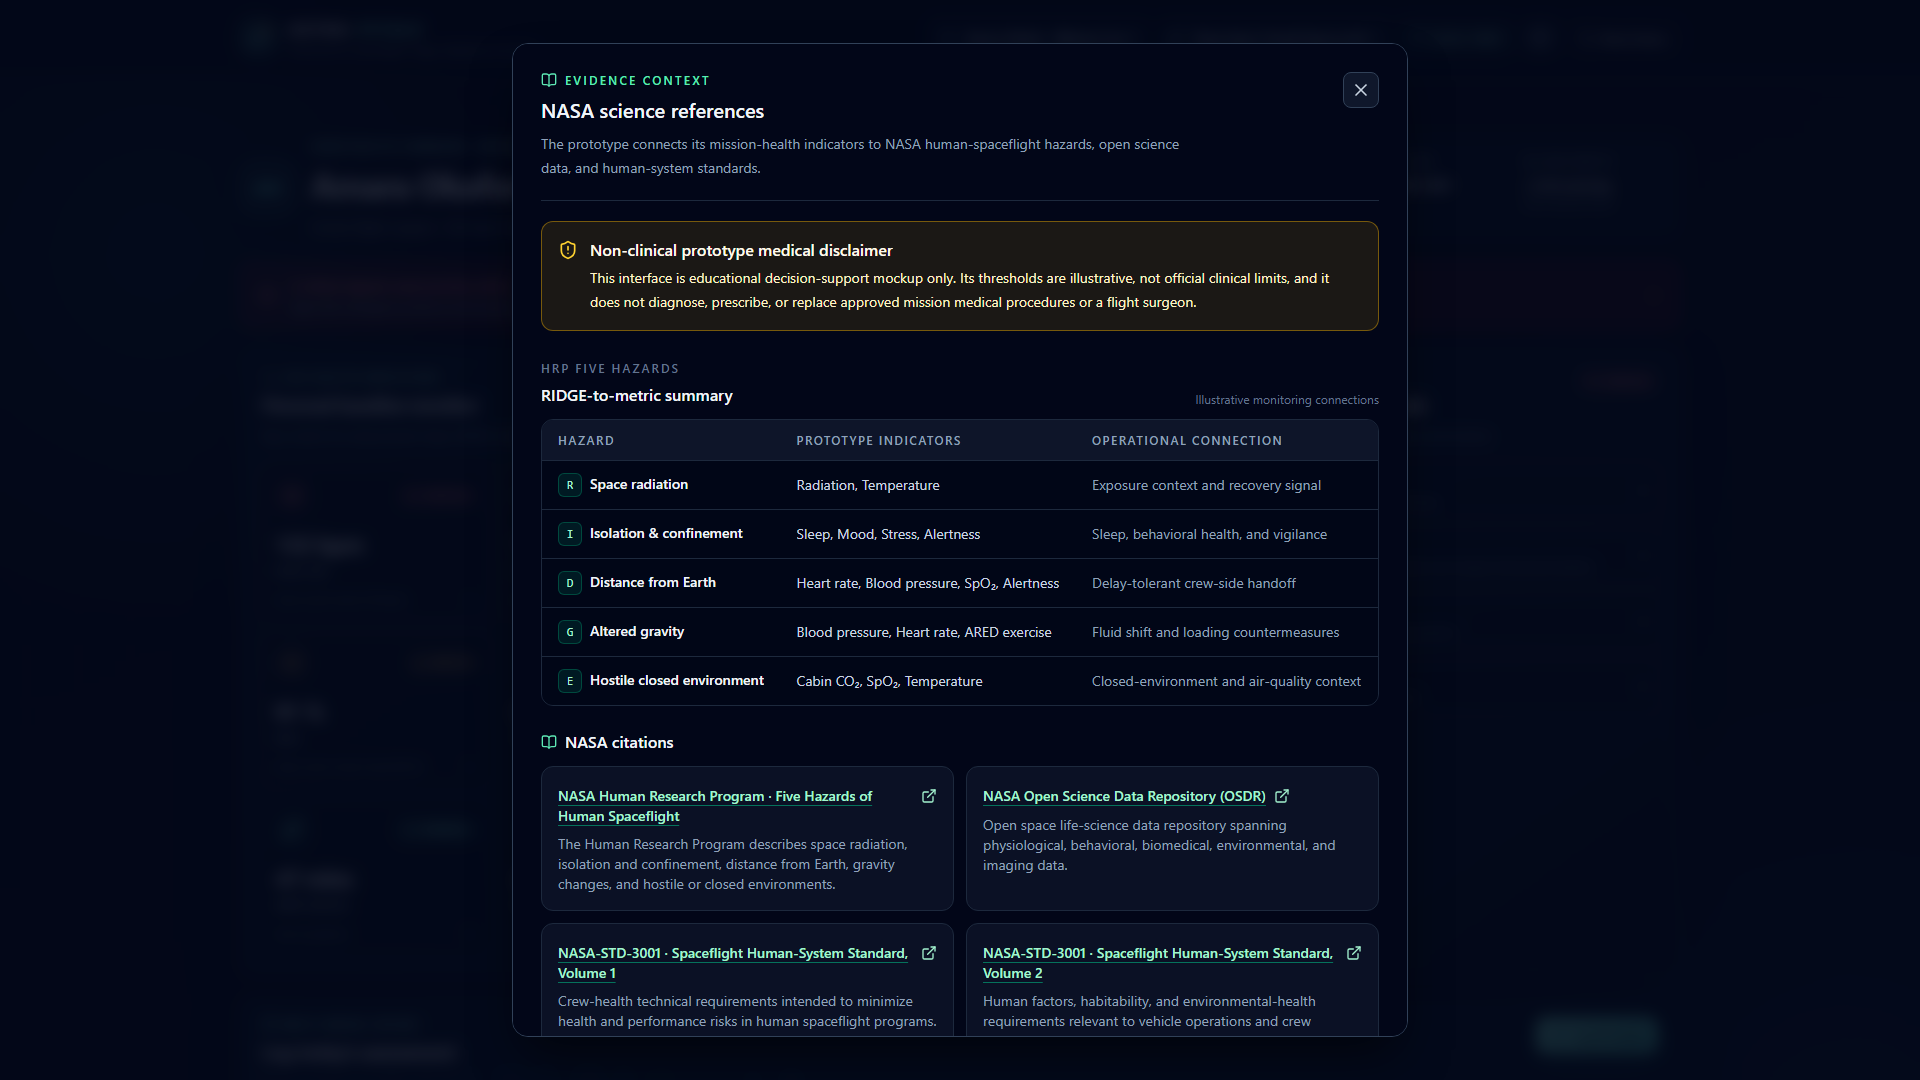 EVIDENCE CONTEXT
NASA science references
The prototype connects its mission-health indicators to NASA human-spaceflight hazards, open science
data, and human-system standards.
Non-clinical prototype medical disclaimer
This interface is educational decision-support mockup only. Its thresholds are illustrative, not official clinical limits, and it
does not diagnose, prescribe, or replace approved mission medical procedures or a flight surgeon.
HRP FIVE HAZARDS
RIDGE-to-metric summary
Illustrative monitoring connections
HAZARD PROTOTYPE INDICATORS OPERATIONAL CONNECTION
R Space radiation Radiation, Temperature Exposure context and recovery signal
I Isolation & confinement Sleep, Mood, Stress, Alertness Sleep, behavioral health, and vigilance
D Distance from Earth Heart rate, Blood pressure, SpO₂, Alertness Delay-tolerant crew-side handoff
G Altered gravity Blood pressure, Heart rate, ARED exercise Fluid shift and loading countermeasures
E Hostile closed environment Cabin CO₂, SpO₂, Temperature Closed-environment and air-quality context
NASA citations
NASA Human Research Program · Five Hazards of
Human Spaceflight
The Human Research Program describes space radiation,
isolation and confinement, distance from Earth, gravity
changes, and hostile or closed environments.
NASA Open Science Data Repository (OSDR)
Open space life-science data repository spanning
physiological, behavioral, biomedical, environmental, and
imaging data.
NASA-STD-3001 · Spaceflight Human-System Standard,
Volume 1
Crew-health technical requirements intended to minimize
health and performance risks in human spaceflight programs.
NASA-STD-3001 · Spaceflight Human-System Standard,
Volume 2
Human factors, habitability, and environmental-health
requirements relevant to vehicle operations and crew